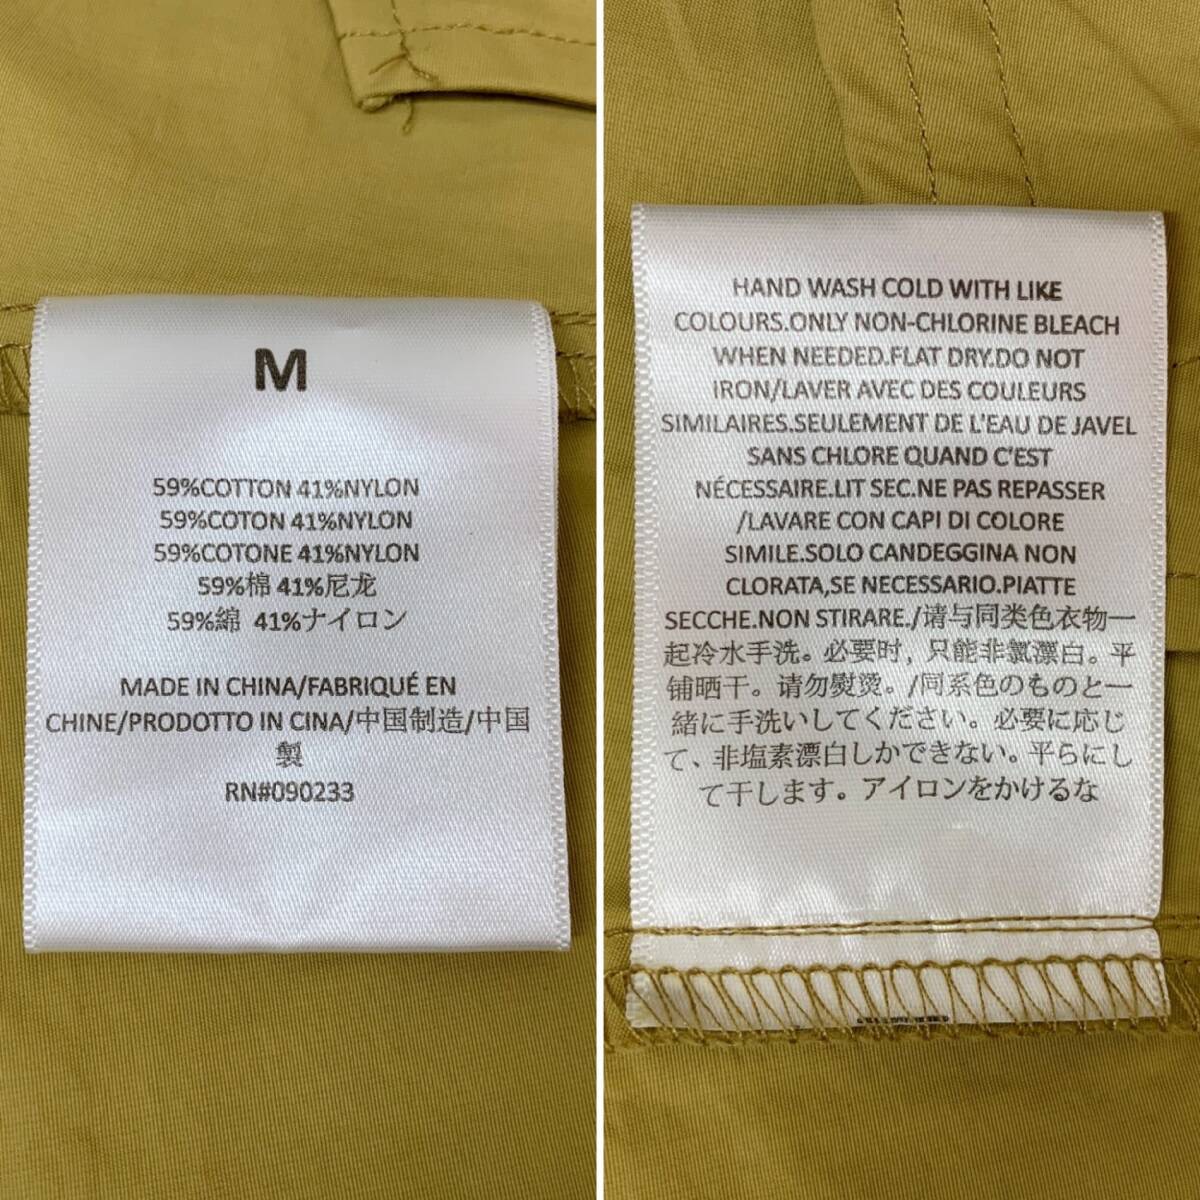 M
59%COTTON 41%NYLON
59%COTON 41%NYLON
59%COTONE 41%NYLON
59%棉 41%尼龙
59%綿 41%ナイロン
MADE IN CHINA/FABRIQUÉ EN
CHINE/PRODOTTO IN CINA/中国制造/中国
製
RN#090233
HAND WASH COLD WITH LIKE
COLOURS.ONLY NON-CHLORINE BLEACH
WHEN NEEDED.FLAT DRY.DO NOT
IRON/LAVER AVEC DES COULEURS
SIMILAIRES.SEULEMENT DE L'EAU DE JAVEL
SANS CHLORE QUAND C'EST
NÉCESSAIRE.LIT SEC.NE PAS REPASSER
/LAVARE CON CAPI DI COLORE
SIMILE.SOLO CANDEGGINA NON
CLORATA,SE NECESSARIO.PIATTE
SECCHE.NON STIRARE./请与同类色衣物一
起冷水手洗。必要时, 只能非氯漂白。平
铺晒干。请勿熨烫。/同系色のものと一
緒に手洗いしてください。必要に応じ
て、非塩素漂白しかできない。平らにし
て干します。アイロンをかけるな